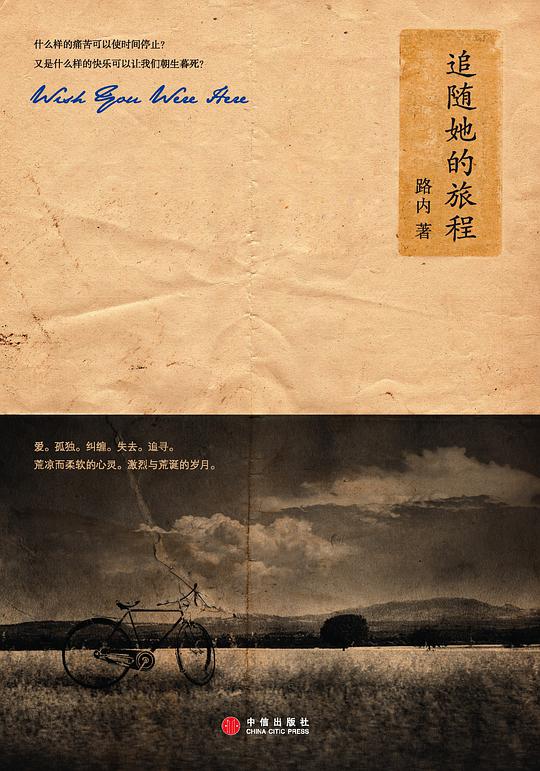 什么样的痛苦可以使时间停止?
又是什么样的快乐可以让我们朝生暮死?
Wish You Were Here
追随她的旅程
路内 著
爱。孤独。纠缠。失去。追寻。
荒凉而柔软的心灵。激烈与荒诞的岁月。
中信出版社
CHINA CITIC PRESS